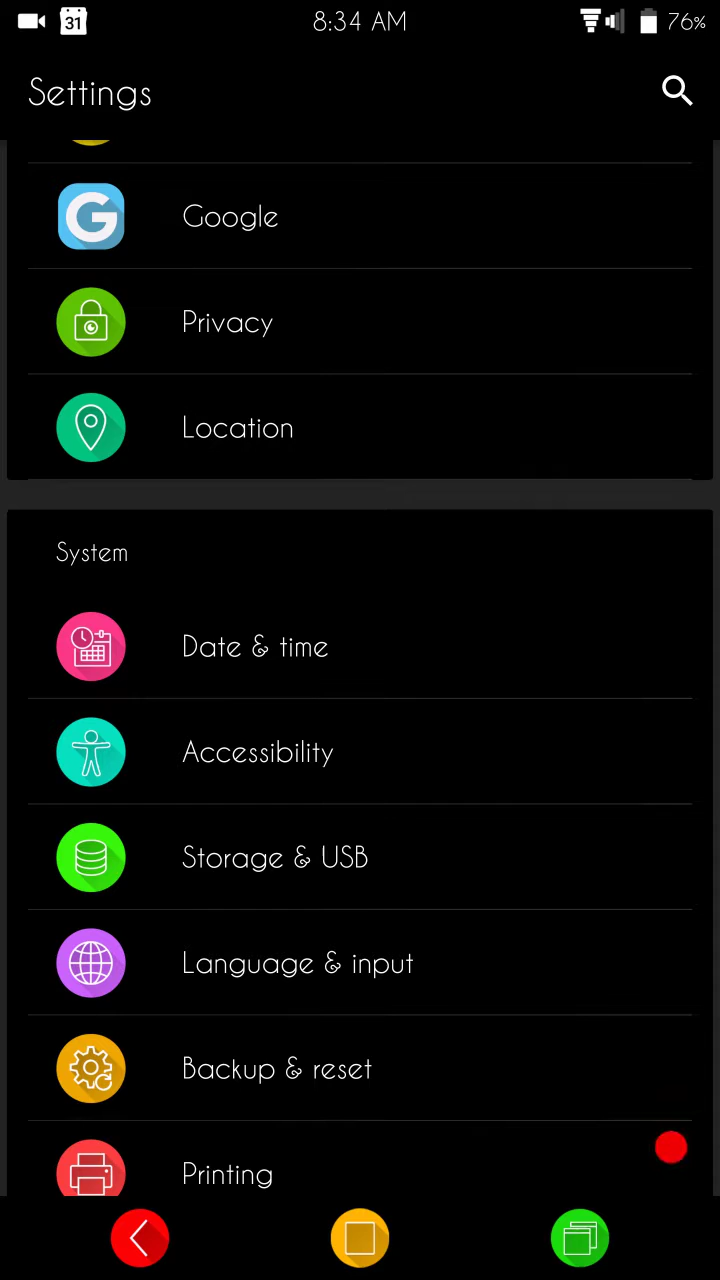 31
8:34 AM
76%
Settings
G
Google
Privacy
Location
System
Date & time
Accessibility
Storage & USB
Language & input
Backup & reset
Printing